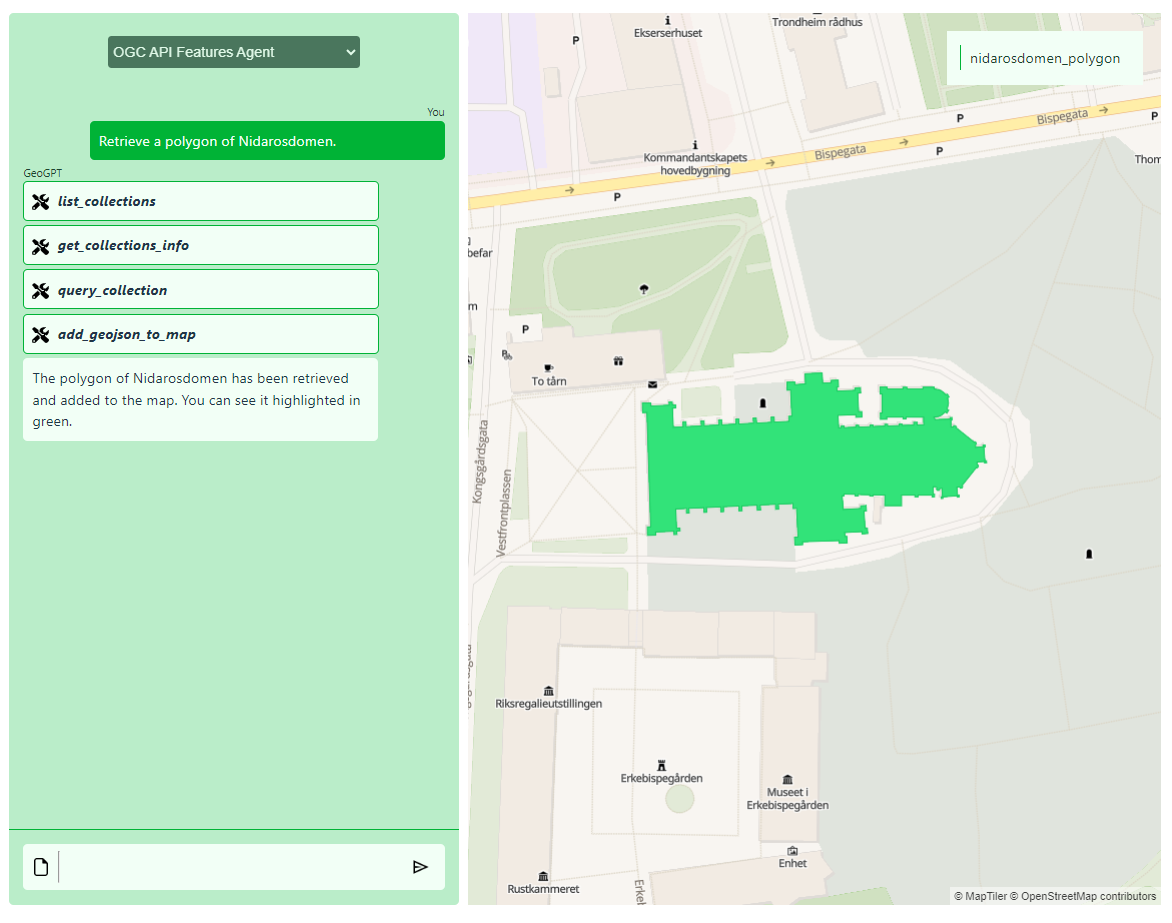 OGC API Features Agent
You
Retrieve a polygon of Nidarosdomen.
GeoGPT
list_collections
get_collections_info
query_collection
add_geojson_to_map
The polygon of Nidarosdomen has been retrieved
and added to the map. You can see it highlighted in
green.
nidarosdomen_polygon
Trondheim rådhus
Ekserserhuset
P
Bispegata
P
P
Kommandantskapets
hovedbygning
Bispegata
P
Thom
P
befar
m
P
To tårn
Kongsgårdsgata
Vestfrontplassen
Riksregalieutstillingen
Erkebispegården
Museet i
Erkebispegården
Enhet
Rustkammeret
Erkeb
© MapTiler © OpenStreetMap contributors